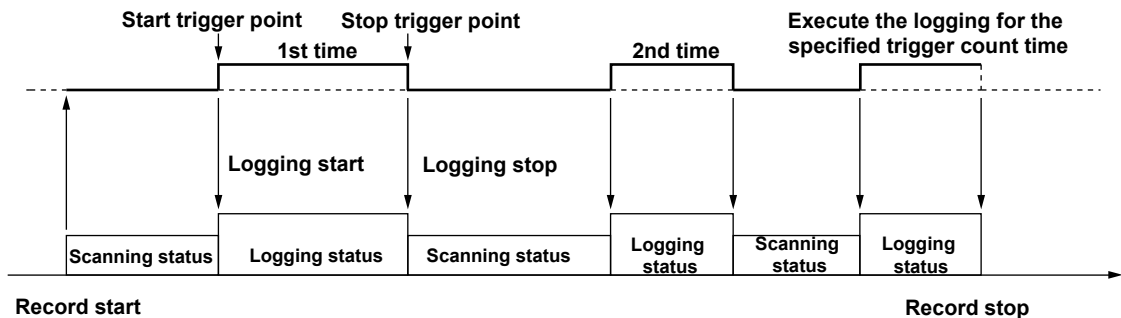 Start trigger point
Stop trigger point
Execute the logging for the
specified trigger count time
1st time
2nd time
Logging start
Logging stop
Scanning status
Logging status
Scanning status
Logging
status
Scanning
status
Logging
status
Record start
Record stop